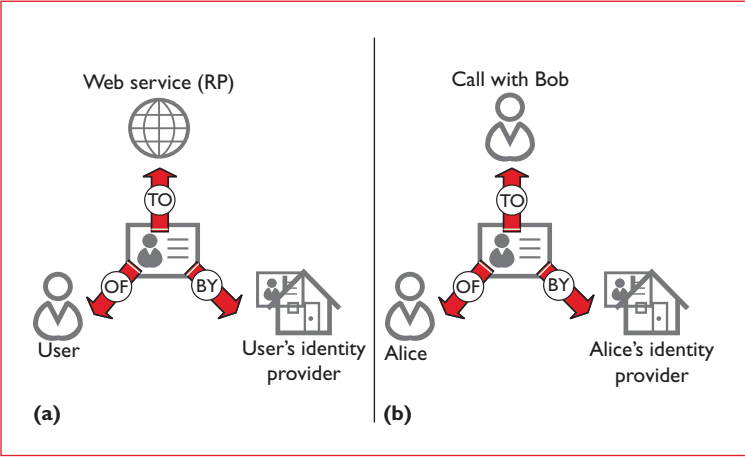 Web service (RP)
TO
OF
BY
User
User's identity
provider
(a)
Call with Bob
TO
OF
BY
Alice
Alice's identity
provider
(b)